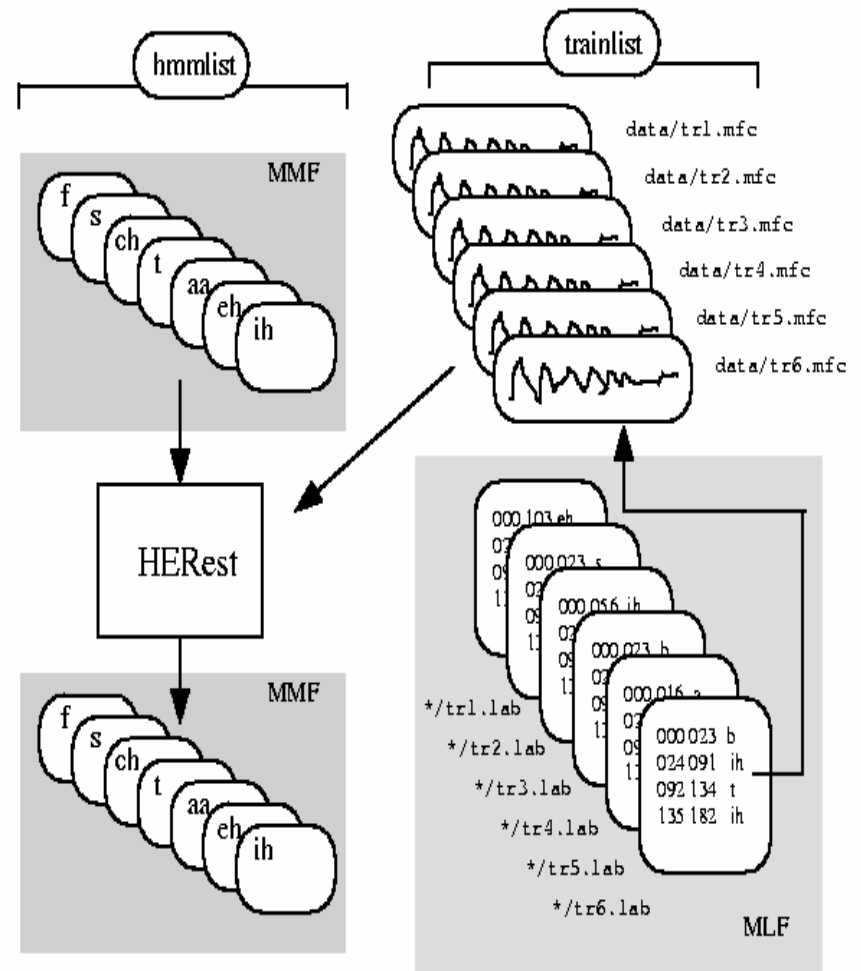 hmmlist
trainlist
MMF
f
s
ch
t
aa
eh
ih
data/tr1.mfc
data/tr2.mfc
data/tr3.mfc
data/tr4.mfc
data/tr5.mfc
data/tr6.mfc
HERest
MMF
f
s
ch
t
aa
eh
ih
000 103 eh
000 023 s
000 056 ih
000 023 b
000 016
000 023 b
024 091 ih
092 134 t
135 182 ih
*/tr1.lab
*/tr2.lab
*/tr3.lab
*/tr4.lab
*/tr5.lab
*/tr6.lab
MLF